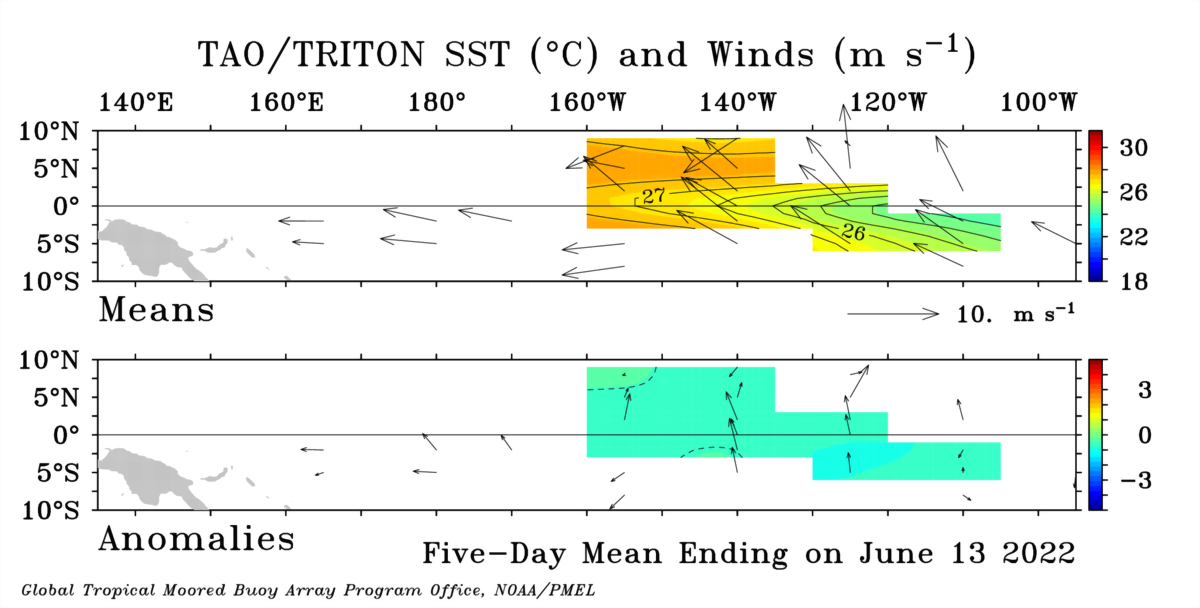 TAO/TRITON SST (°C) and Winds (m s⁻¹)
140°E 160°E 180° 160°W 140°W 120°W 100°W
10°N
5°N
0°
5°S
10°S
27
26
30
26
22
18
Means
10. m s⁻¹
10°N
5°N
0°
5°S
10°S
3
0
−3
Anomalies
Five−Day Mean Ending on June 13 2022
Global Tropical Moored Buoy Array Program Office, NOAA/PMEL